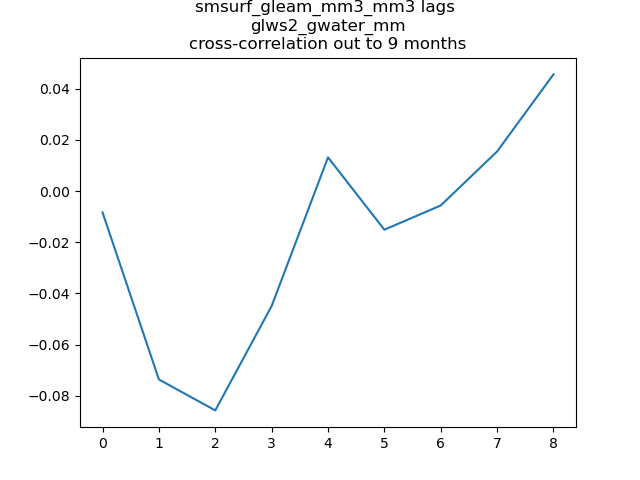 smsurf_gleam_mm3_mm3 lags
glws2_gwater_mm
cross-correlation out to 9 months
0.04
0.02
0.00
−0.02
−0.04
−0.06
−0.08
0 1 2 3 4 5 6 7 8